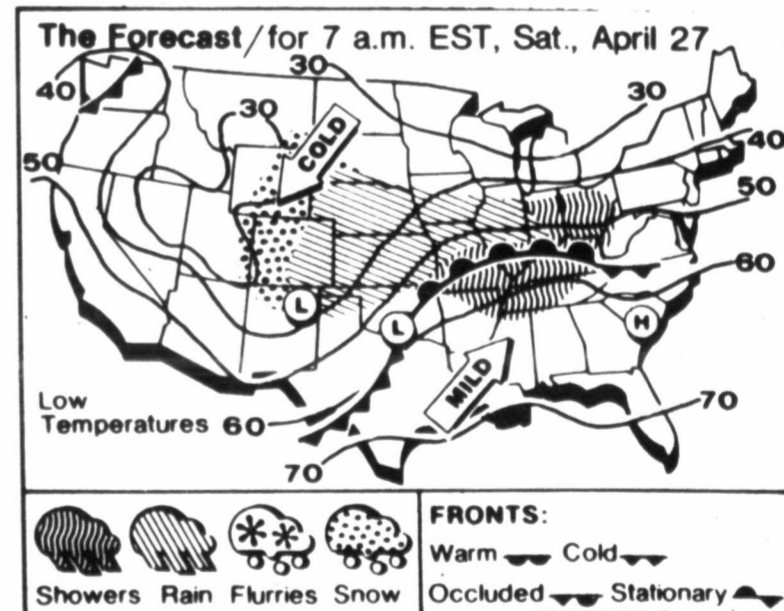 The Forecast / for 7 a.m. EST, Sat., April 27
30
40
30
30
40
50
50
COLD
60
L
L
H
MILD
Low
Temperatures 60
70
70
Showers Rain Flurries Snow
FRONTS:
Warm Cold
Occluded Stationary